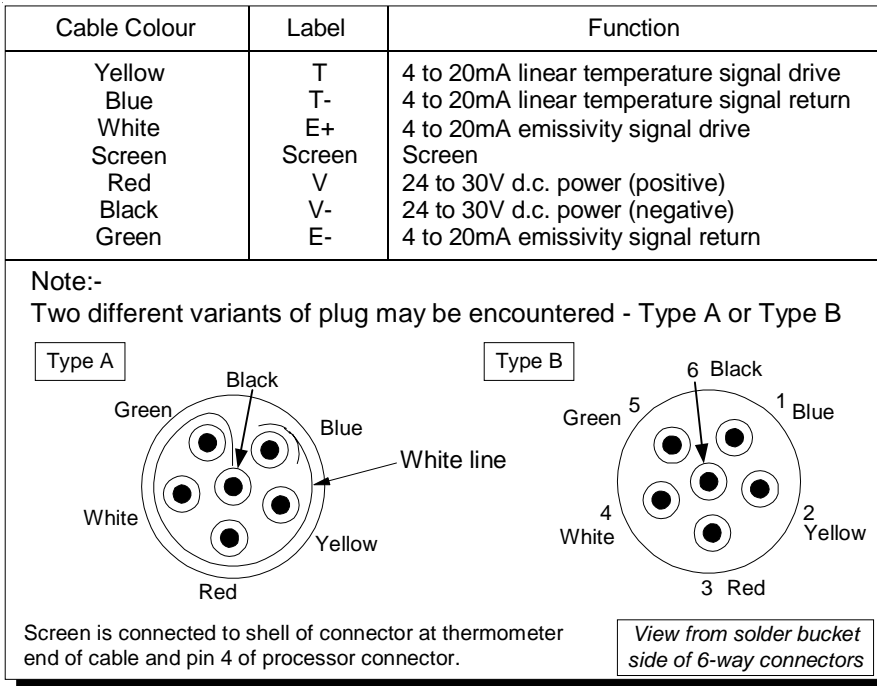 Cable Colour Label Function
Yellow T 4 to 20mA linear temperature signal drive
Blue T- 4 to 20mA linear temperature signal return
White E+ 4 to 20mA emissivity signal drive
Screen Screen Screen
Red V 24 to 30V d.c. power (positive)
Black V- 24 to 30V d.c. power (negative)
Green E- 4 to 20mA emissivity signal return
Note:-
Two different variants of plug may be encountered - Type A or Type B
Type A
Black
Green
Blue
White line
White
Yellow
Red
Type B
6 Black
Green 5
1 Blue
4 White
2 Yellow
3 Red
Screen is connected to shell of connector at thermometer
end of cable and pin 4 of processor connector.
View from solder bucket
side of 6-way connectors